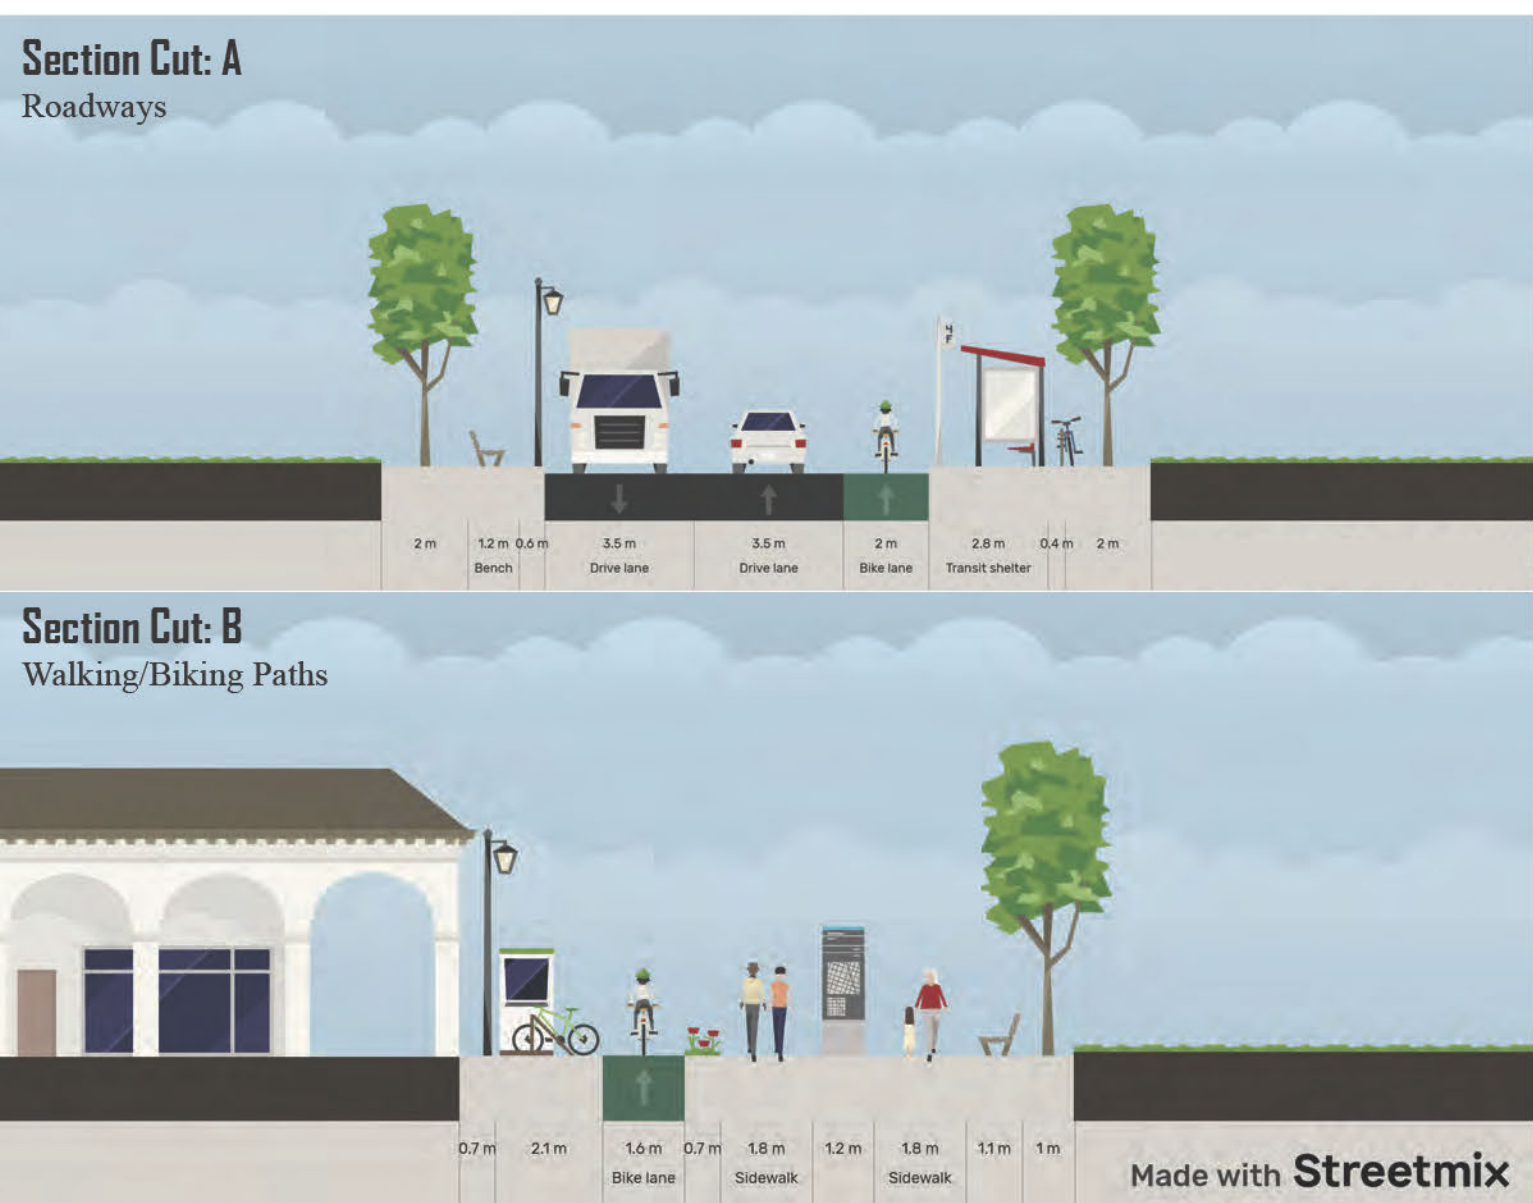 Section Cut: A
Roadways
2 m
1.2 m
0.6 m
3.5 m
3.5 m
2 m
2.8 m
0.4 m
2 m
Bench
Drive lane
Drive lane
Bike lane
Transit shelter
Section Cut: B
Walking/Biking Paths
0.7 m
2.1 m
1.6 m
0.7 m
1.8 m
1.2 m
1.8 m
1.1 m
1 m
Bike lane
Sidewalk
Sidewalk
Made with Streetmix